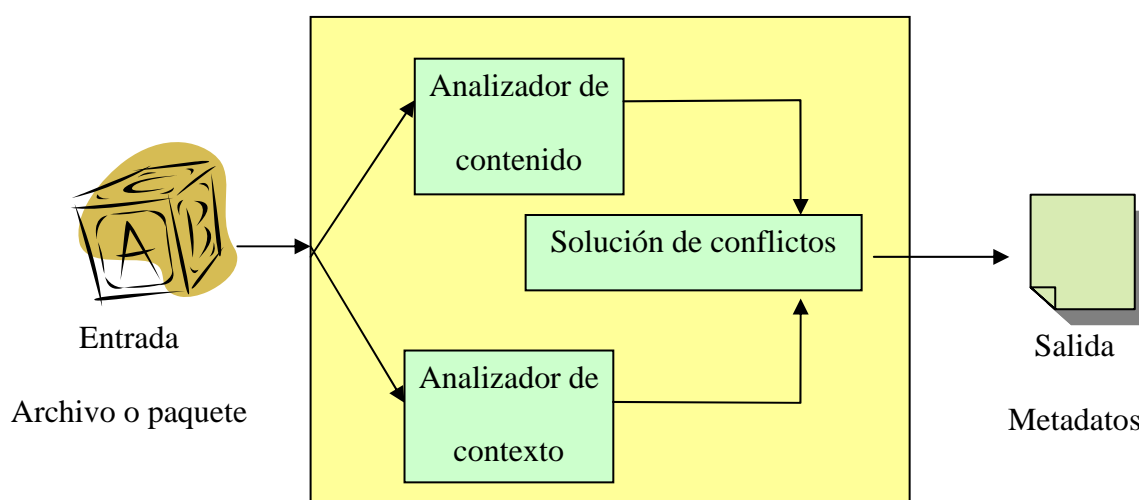 Analizador de
contenido
Solución de conflictos
Analizador de
contexto
A
B
C
Entrada
Archivo o paquete
Salida
Metadatos